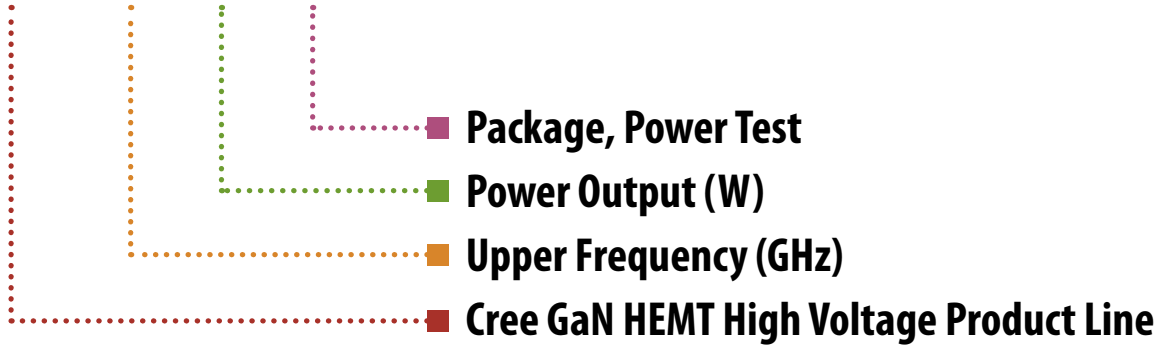 Package, Power Test
Power Output (W)
Upper Frequency (GHz)
Cree GaN HEMT High Voltage Product Line